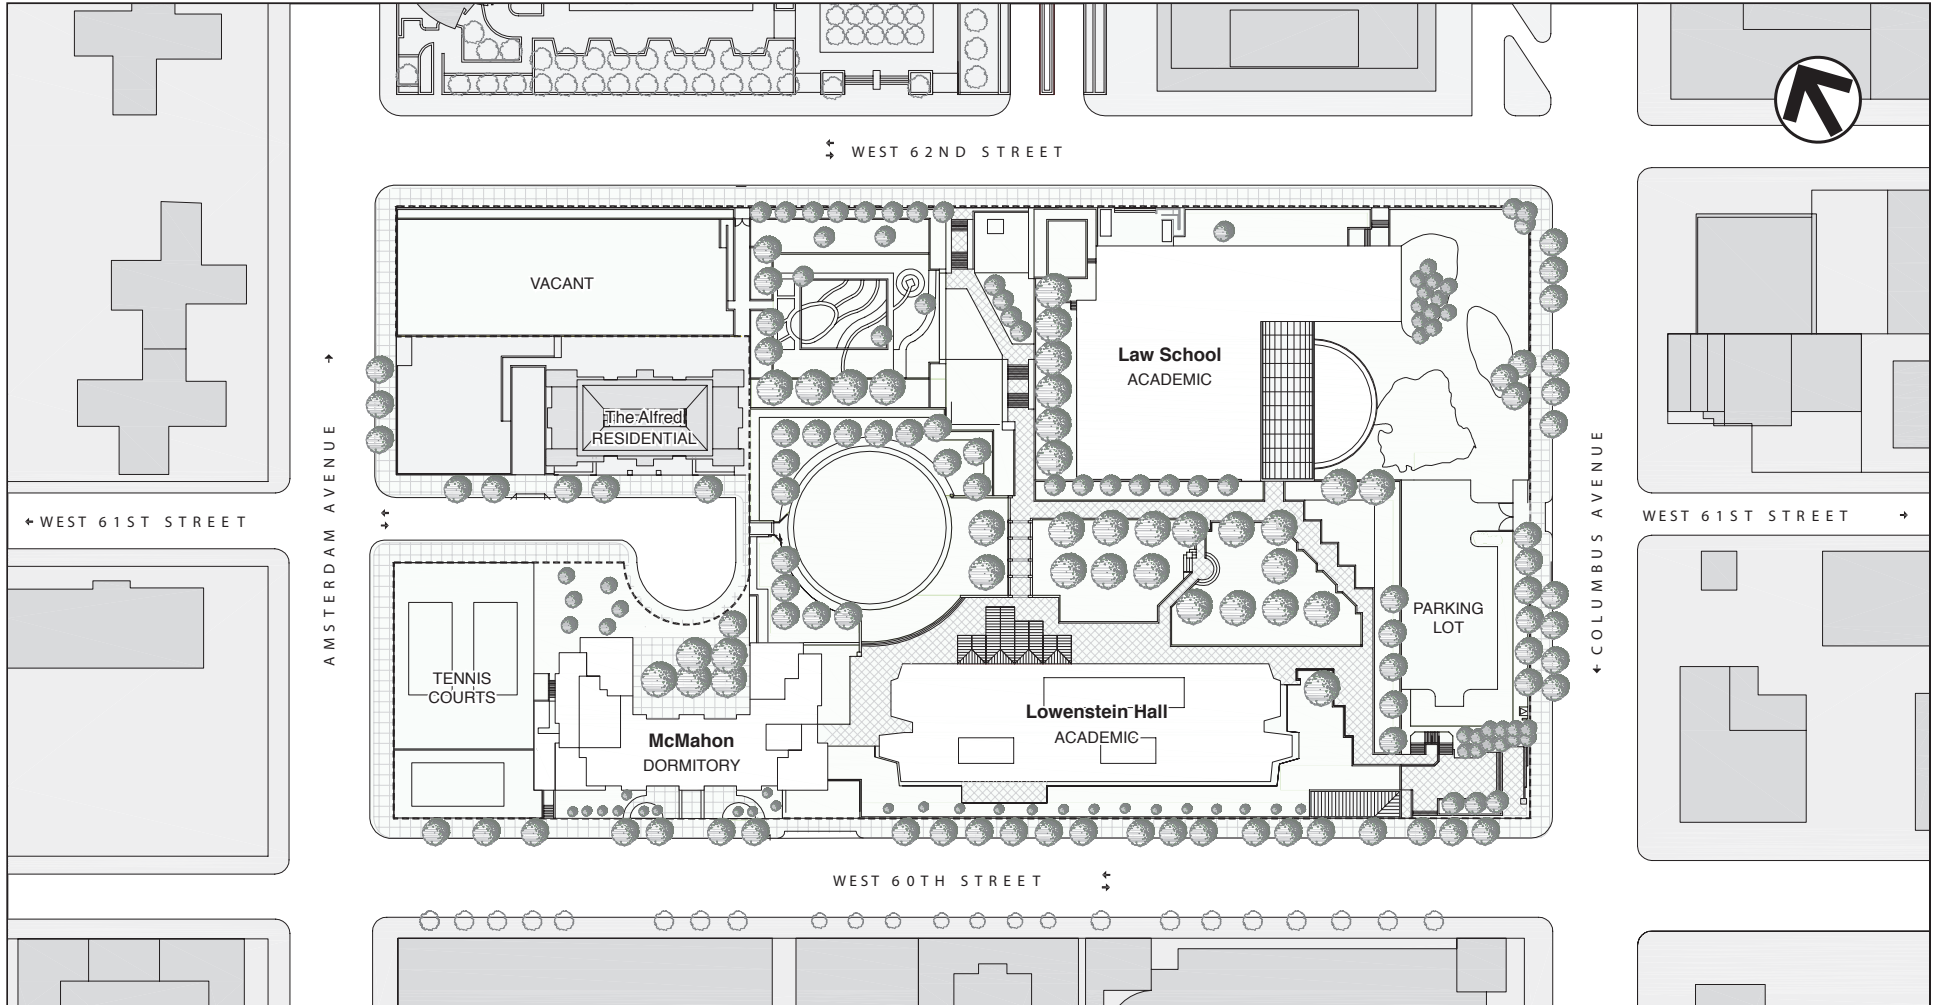 WEST 62ND STREET
VACANT
Law School
ACADEMIC
The Alfred
RESIDENTIAL
AMSTERDAM AVENUE
COLUMBUS AVENUE
WEST 61ST STREET
WEST 61ST STREET
PARKING
LOT
TENNIS
COURTS
Lowenstein Hall
ACADEMIC
McMahon
DORMITORY
WEST 60TH STREET